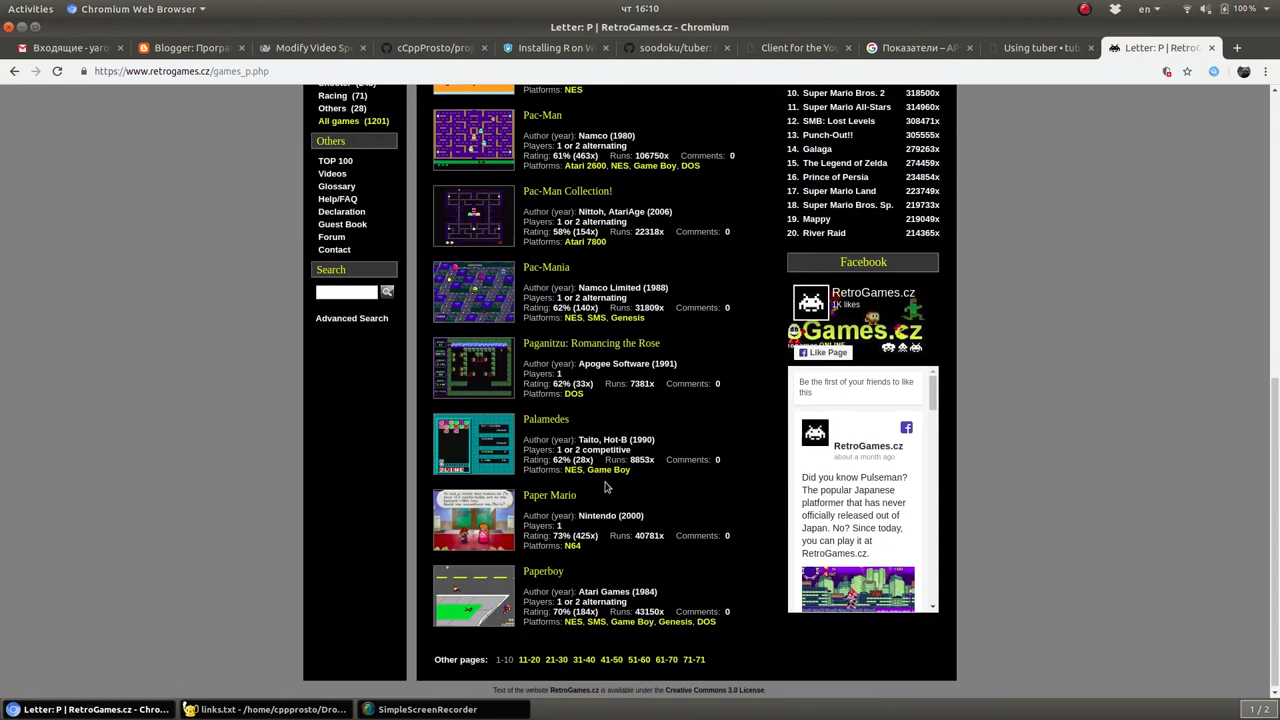 Activities
Chromium Web Browser
чт 16:10
en
100 %
Letter: P | RetroGames.cz - Chromium
Входящие - yaro
Blogger: Програ
Modify Video Sp
cCppProsto/proj
Installing R on W
soodoku/tuber: A
Client for the You
Показатели – AP
Using tuber • tub
Letter: P | RetroG
https://www.retrogames.cz/games_p.php
Racing (71)
Others (28)
All games (1201)
Others
TOP 100
Videos
Glossary
Help/FAQ
Declaration
Guest Book
Forum
Contact
Search
Advanced Search
Platforms: NES
Pac-Man
Author (year): Namco (1980)
Players: 1 or 2 alternating
Rating: 61% (463x) Runs: 106750x Comments: 0
Platforms: Atari 2600, NES, Game Boy, DOS
Pac-Man Collection!
Author (year): Nittoh, AtariAge (2006)
Players: 1 or 2 alternating
Rating: 58% (154x) Runs: 22318x Comments: 0
Platforms: Atari 7800
Pac-Mania
Author (year): Namco Limited (1988)
Players: 1 or 2 alternating
Rating: 62% (140x) Runs: 31809x Comments: 0
Platforms: NES, SMS, Genesis
Paganitzu: Romancing the Rose
Author (year): Apogee Software (1991)
Players: 1
Rating: 62% (33x) Runs: 7381x Comments: 0
Platforms: DOS
Palamedes
Author (year): Taito, Hot-B (1990)
Players: 1 or 2 competitive
Rating: 62% (28x) Runs: 8853x Comments: 0
Platforms: NES, Game Boy
Paper Mario
Author (year): Nintendo (2000)
Players: 1
Rating: 73% (425x) Runs: 40781x Comments: 0
Platforms: N64
Paperboy
Author (year): Atari Games (1984)
Players: 1 or 2 alternating
Rating: 70% (184x) Runs: 43150x Comments: 0
Platforms: NES, SMS, Game Boy, Genesis, DOS
Other pages: 1-10 11-20 21-30 31-40 41-50 51-60 61-70 71-71
Text of the website RetroGames.cz is available under the Creative Commons 3.0 License.
10. Super Mario Bros. 2 318500x
11. Super Mario All-Stars 314960x
12. SMB: Lost Levels 308471x
13. Punch-Out!! 305555x
14. Galaga 279263x
15. The Legend of Zelda 274459x
16. Prince of Persia 234854x
17. Super Mario Land 223749x
18. Super Mario Bros. Sp. 219733x
19. Mappy 219049x
20. River Raid 214365x
Facebook
RetroGames.cz
1K likes
Games.cz
Like Page
Be the first of your friends to like
this
RetroGames.cz
about a month ago
Did you know Pulseman?
The popular Japanese
platformer that has never
officially released out of
Japan. No? Since today,
you can play it at
RetroGames.cz.
Letter: P | RetroGames.cz - Chro...
links.txt - /home/cppprosto/Dro...
SimpleScreenRecorder
1 / 2